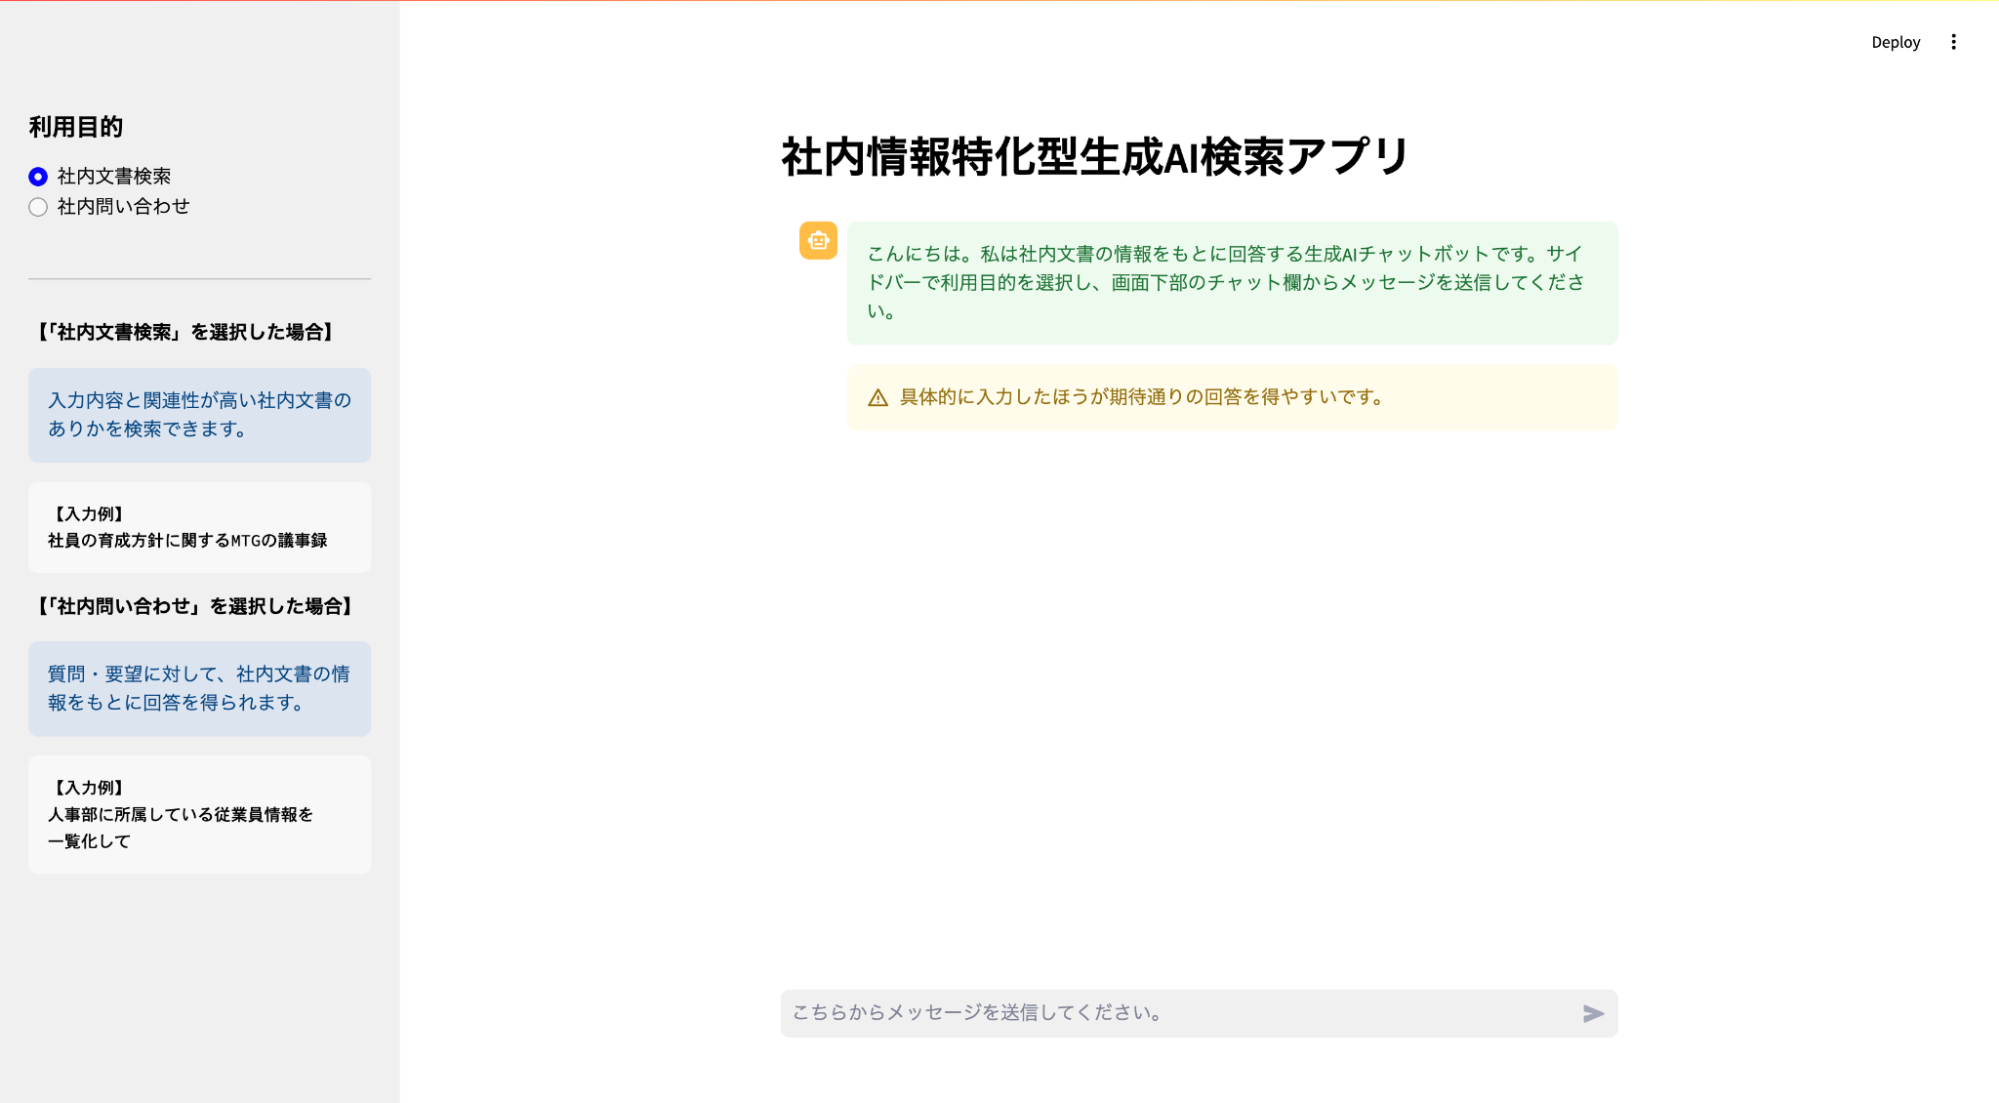 Deploy
利用目的
社内文書検索
社内問い合わせ
【「社内文書検索」を選択した場合】
入力内容と関連性が高い社内文書の
ありかを検索できます。
【入力例】
社員の育成方針に関するMTGの議事録
【「社内問い合わせ」を選択した場合】
質問・要望に対して、社内文書の情
報をもとに回答を得られます。
【入力例】
人事部に所属している従業員情報を
一覧化して
社内情報特化型生成AI検索アプリ
こんにちは。私は社内文書の情報をもとに回答する生成AIチャットボットです。サイ
ドバーで利用目的を選択し、画面下部のチャット欄からメッセージを送信してくださ
い。
具体的に入力したほうが期待通りの回答を得やすいです。
こちらからメッセージを送信してください。